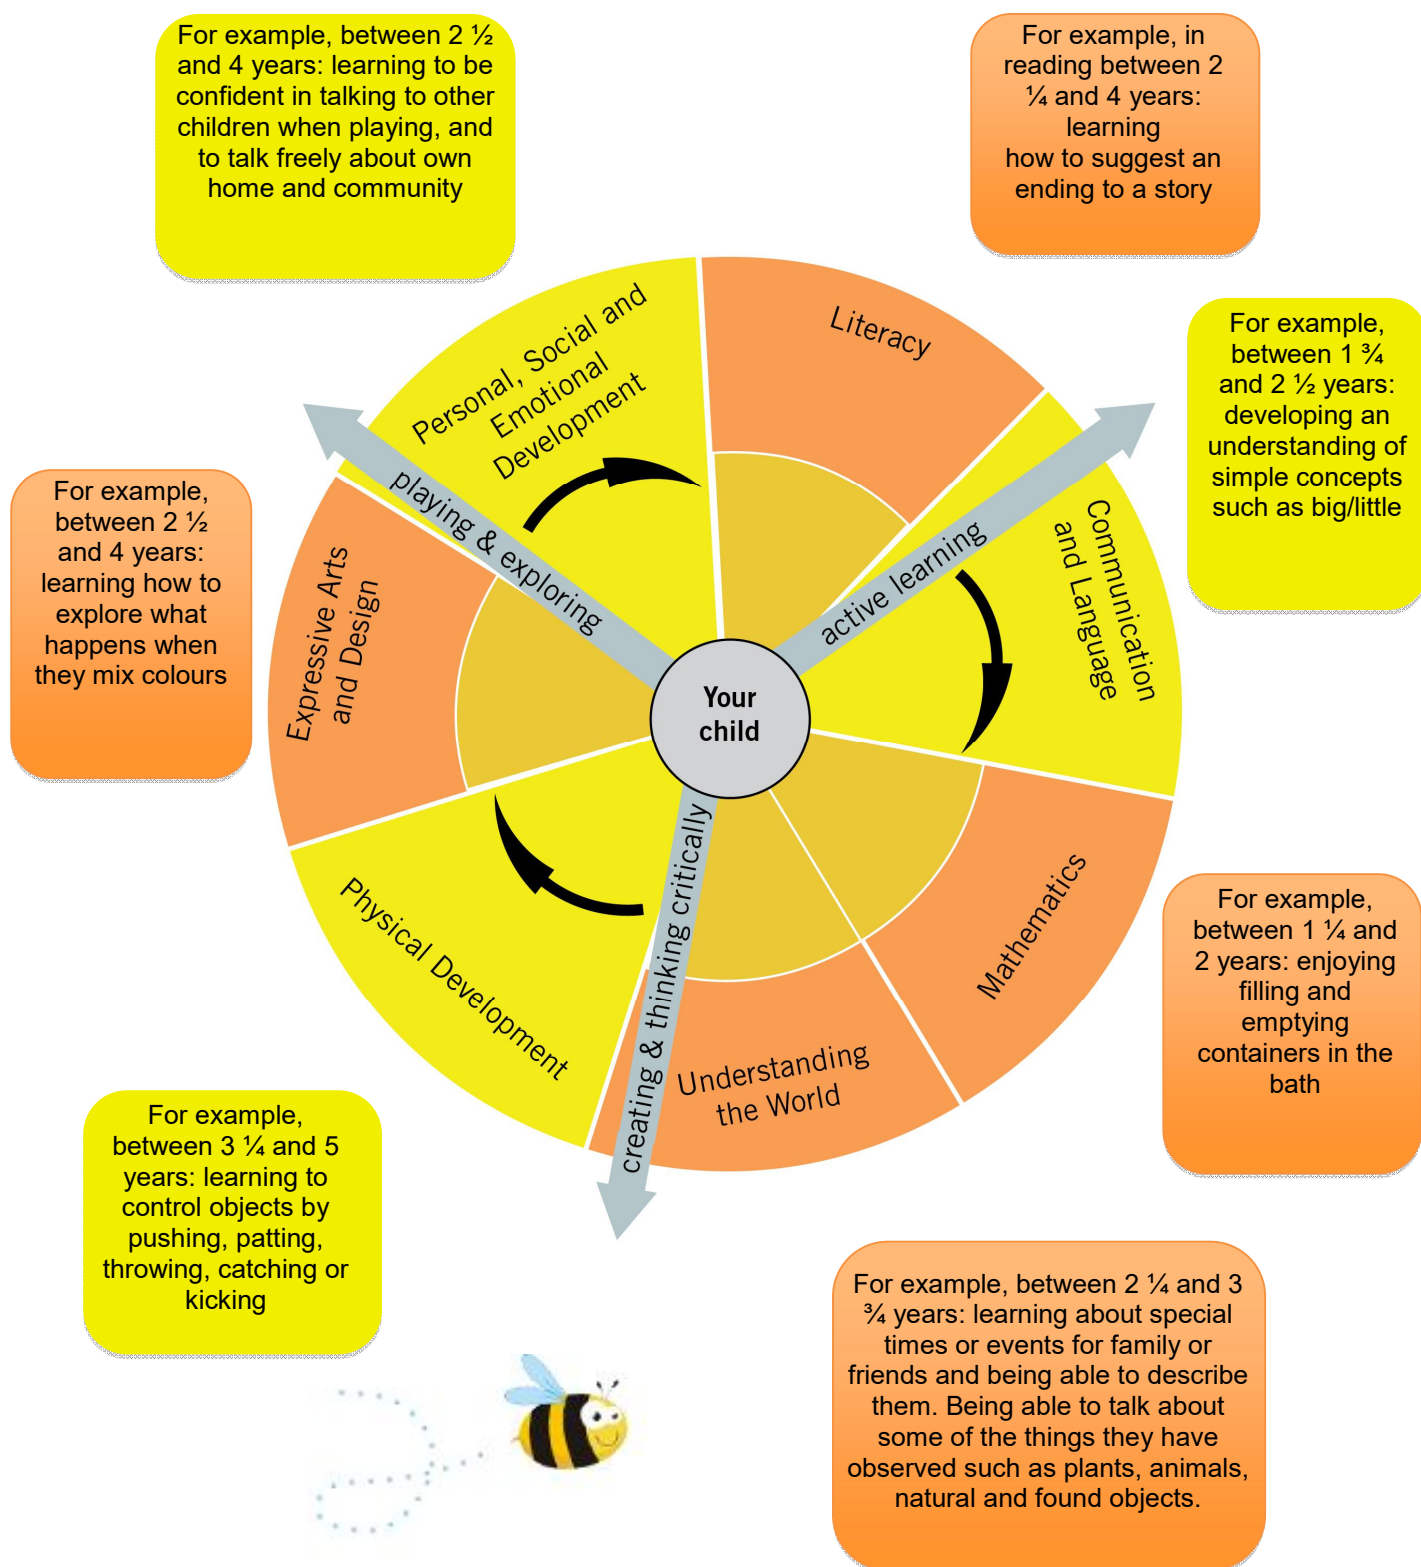 For example, between 2 ½
and 4 years: learning to be
confident in talking to other
children when playing, and
to talk freely about own
home and community
For example, in
reading between 2
¼ and 4 years:
learning
how to suggest an
ending to a story
For example,
between 1 ¾
and 2 ½ years:
developing an
understanding of
simple concepts
such as big/little
For example,
between 2 ½
and 4 years:
learning how to
explore what
happens when
they mix colours
Personal, Social and
Emotional
Development
Literacy
Communication
and Language
Expressive Arts
and Design
playing & exploring
active learning
Your
child
creating & thinking critically
Physical Development
Understanding
the World
Mathematics
For example,
between 1 ¼ and
2 years: enjoying
filling and
emptying
containers in the
bath
For example,
between 3 ¼ and 5
years: learning to
control objects by
pushing, patting,
throwing, catching or
kicking
For example, between 2 ¼ and 3
¾ years: learning about special
times or events for family or
friends and being able to describe
them. Being able to talk about
some of the things they have
observed such as plants, animals,
natural and found objects.